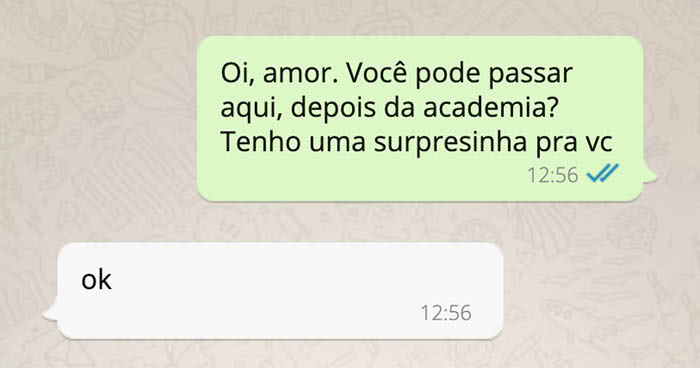 Oi, amor. Você pode passar
aqui, depois da academia?
Tenho uma surpresinha pra vc
12:56
ok
12:56